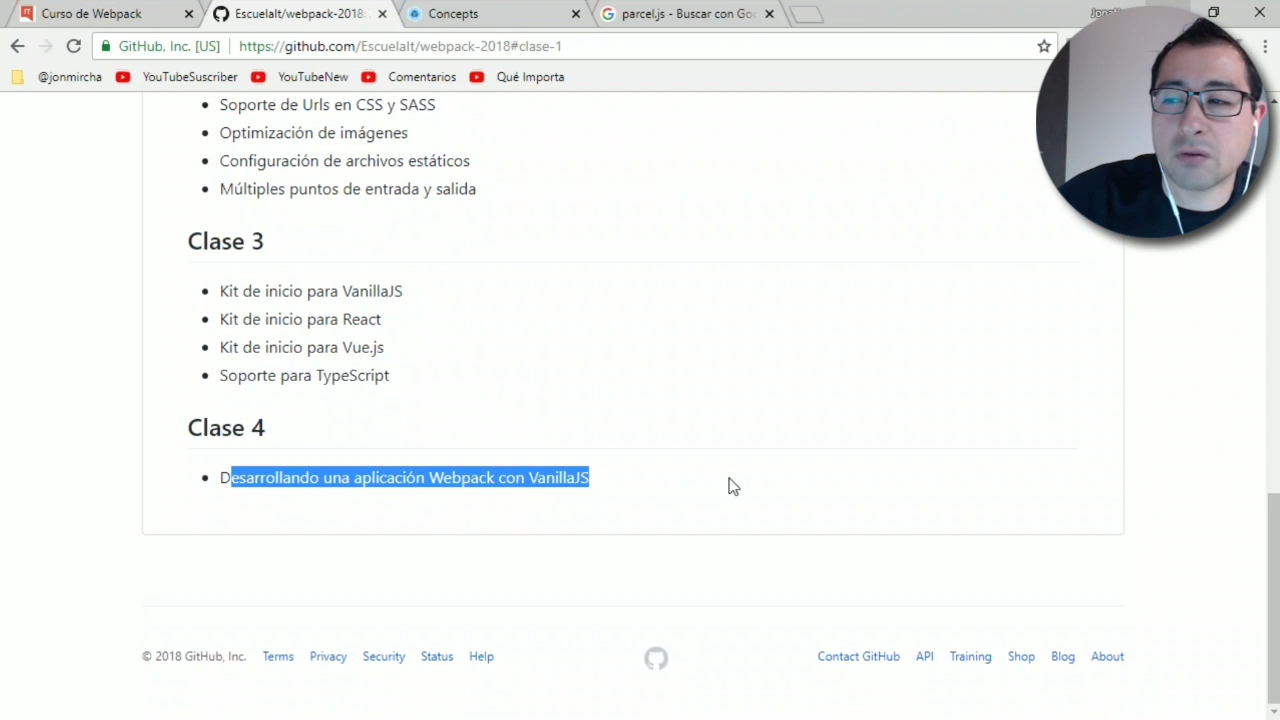 Curso de Webpack
Escuelalt/webpack-2018:
Concepts
parcel.js - Buscar con Goo
GitHub, Inc. [US]
https://github.com/Escuelalt/webpack-2018#clase-1
@jonmircha
YouTubeSuscriber
YouTubeNew
Comentarios
Qué Importa
Soporte de Urls en CSS y SASS
Optimización de imágenes
Configuración de archivos estáticos
Múltiples puntos de entrada y salida
Clase 3
Kit de inicio para VanillaJS
Kit de inicio para React
Kit de inicio para Vue.js
Soporte para TypeScript
Clase 4
Desarrollando una aplicación Webpack con VanillaJS
© 2018 GitHub, Inc.
Terms
Privacy
Security
Status
Help
Contact GitHub
API
Training
Shop
Blog
About